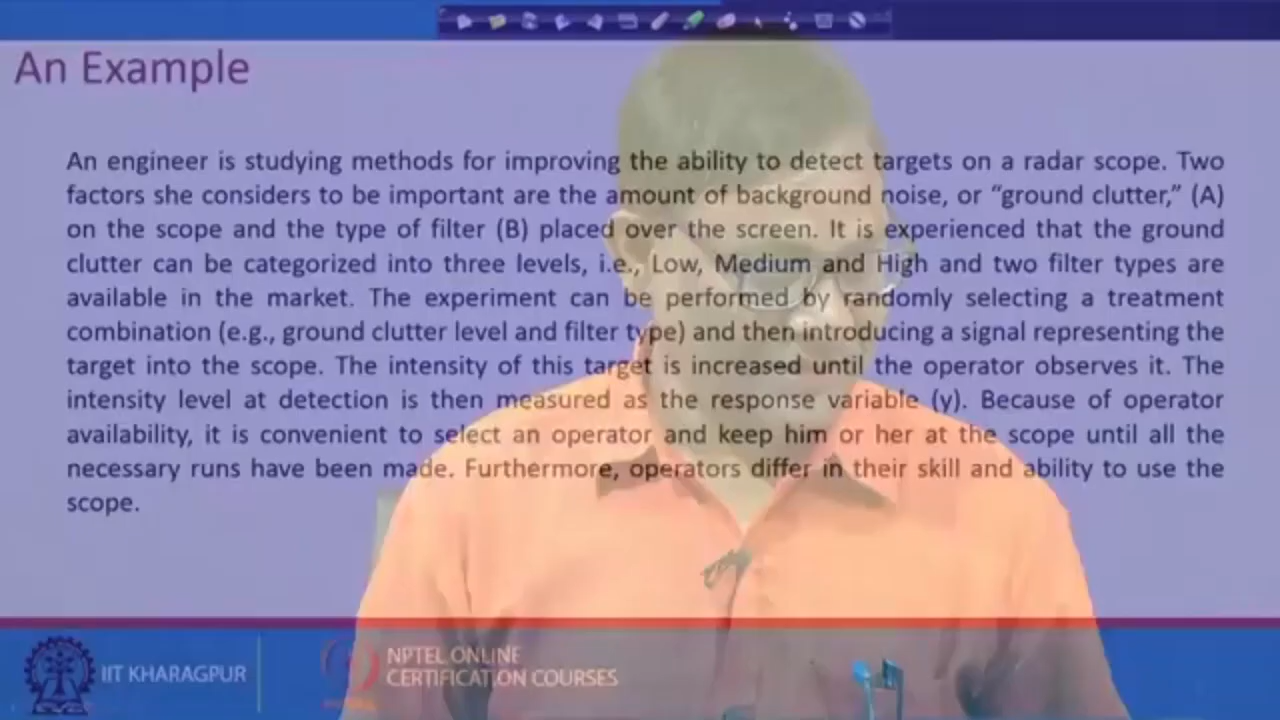 An Example
An engineer is studying methods for improving the ability to detect targets on a radar scope. Two
factors she considers to be important are the amount of background noise, or “ground clutter,” (A)
on the scope and the type of filter (B) placed over the screen. It is experienced that the ground
clutter can be categorized into three levels, i.e., Low, Medium and High and two filter types are
available in the market. The experiment can be performed by randomly selecting a treatment
combination (e.g., ground clutter level and filter type) and then introducing a signal representing the
target into the scope. The intensity of this target is increased until the operator observes it. The
intensity level at detection is then measured as the response variable (y). Because of operator
availability, it is convenient to select an operator and keep him or her at the scope until all the
necessary runs have been made. Furthermore, operators differ in their skill and ability to use the
scope.
IIT KHARAGPUR
NPTEL ONLINE
CERTIFICATION COURSES